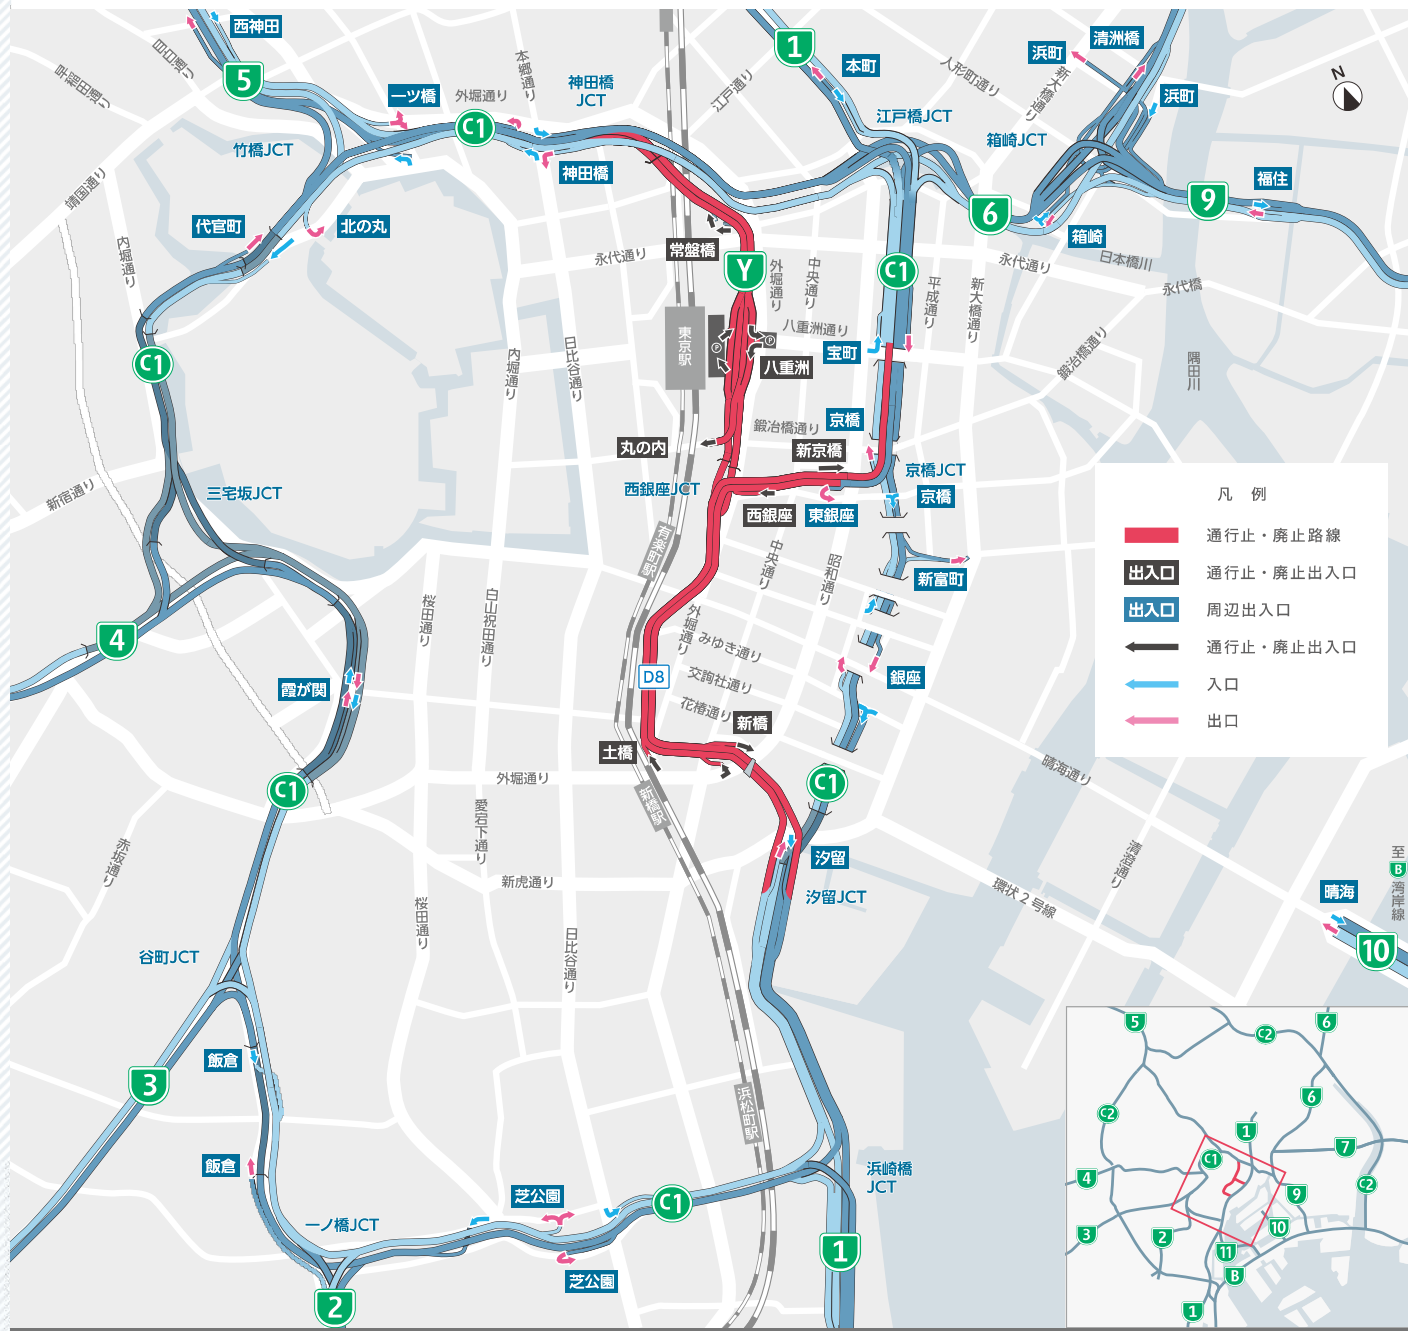 西神田
5
目白通り
早稲田通り
本郷通り
一ツ橋
外堀通り
C1
神田橋
JCT
江戸通り
1
本町
江戸橋JCT
人形町通り
浜町
清洲橋
新大橋通り
箱崎JCT
浜町
N
竹橋JCT
神田橋
靖国通り
代官町
北の丸
内堀通り
6
9
福住
箱崎
常盤橋
永代通り
Y
外堀通り
中央通り
C1
平成通り
新大橋通り
永代通り
日本橋川
永代橋
東京駅
P
P
八重洲通り
八重洲
宝町
鍛冶橋通り
隅田川
C1
内堀通り
日比谷通り
丸の内
鍛冶橋通り
京橋
新京橋
京橋JCT
西銀座JCT
西銀座
東銀座
京橋
新宿通り
三宅坂JCT
有楽町駅
中央通り
昭和通り
新富町
凡 例
通行止・廃止路線
出入口
通行止・廃止出入口
出入口
周辺出入口
通行止・廃止出入口
入口
出口
4
桜田通り
白山祝田通り
外堀通り
みゆき通り
交詢社通り
花椿通り
D8
銀座
霞が関
新橋
土橋
C1
外堀通り
新橋駅
C1
晴海通り
愛宕下通り
赤坂通り
新虎通り
汐留
汐留JCT
清澄通り
環状2号線
至
B
湾岸線
晴海
10
桜田通り
日比谷通り
谷町JCT
飯倉
3
浜松町駅
飯倉
浜崎橋
JCT
芝公園
C1
一ノ橋JCT
芝公園
2
1
5
C2
6
C2
6
1
7
C1
4
9
C2
3
2
10
11
B
1